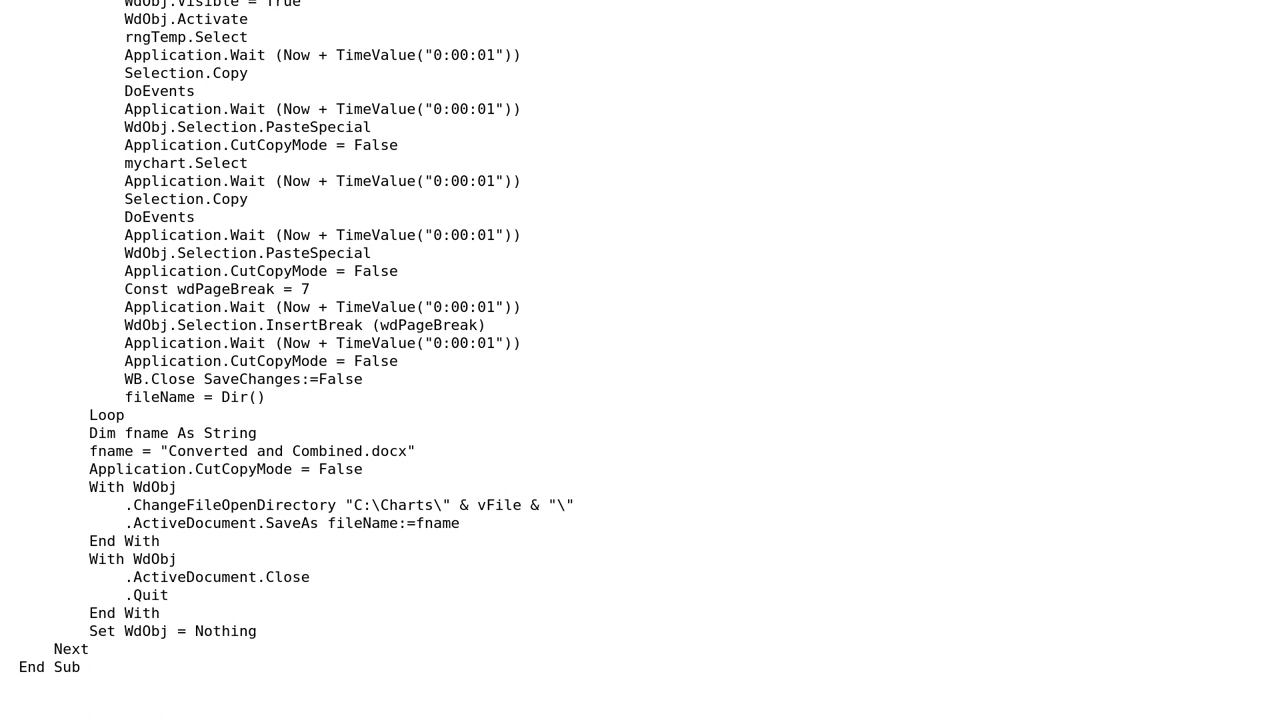 WdObj.Visible = True
WdObj.Activate
rngTemp.Select
Application.Wait (Now + TimeValue("0:00:01"))
Selection.Copy
DoEvents
Application.Wait (Now + TimeValue("0:00:01"))
WdObj.Selection.PasteSpecial
Application.CutCopyMode = False
mychart.Select
Application.Wait (Now + TimeValue("0:00:01"))
Selection.Copy
DoEvents
Application.Wait (Now + TimeValue("0:00:01"))
WdObj.Selection.PasteSpecial
Application.CutCopyMode = False
Const wdPageBreak = 7
Application.Wait (Now + TimeValue("0:00:01"))
WdObj.Selection.InsertBreak (wdPageBreak)
Application.Wait (Now + TimeValue("0:00:01"))
Application.CutCopyMode = False
WB.Close SaveChanges:=False
fileName = Dir()
Loop
Dim fname As String
fname = "Converted and Combined.docx"
Application.CutCopyMode = False
With WdObj
.ChangeFileOpenDirectory "C:\Charts\" & vFile & "\"
.ActiveDocument.SaveAs fileName:=fname
End With
With WdObj
.ActiveDocument.Close
.Quit
End With
Set WdObj = Nothing
Next
End Sub